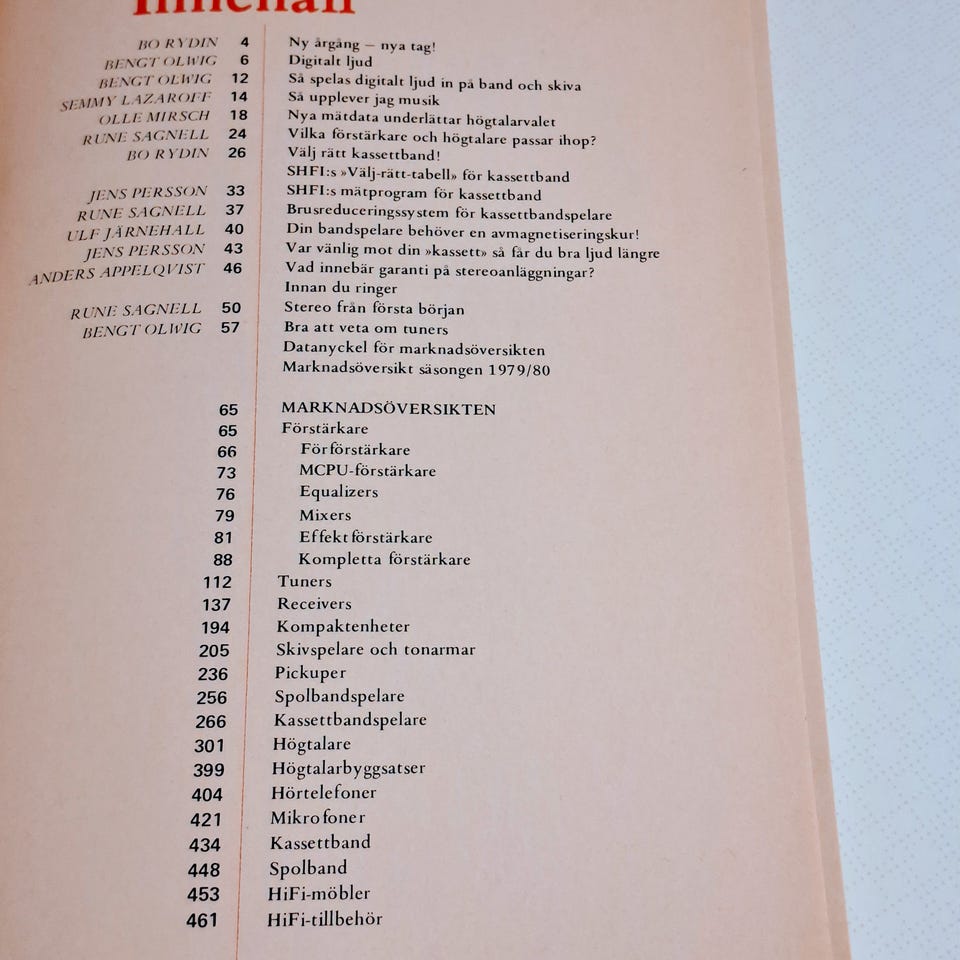 Innehåll
BO RYDIN 4 Ny årgång – nya tag!
BENGT OLWIG 6 Digitalt ljud
BENGT OLWIG 12 Så spelas digitalt ljud in på band och skiva
SEMMY LAZAROFF 14 Så upplever jag musik
OLLE MIRSCH 18 Nya mätdata underlättar högtalarvalet
RUNE SAGNELL 24 Vilka förstärkare och högtalare passar ihop?
BO RYDIN 26 Välj rätt kassettband!
SHFI:s »Välj-rätt-tabell» för kassettband
JENS PERSSON 33 SHFI:s mätprogram för kassettband
RUNE SAGNELL 37 Brusreduceringssystem för kassettbandspelare
ULF JÄRNEHALL 40 Din bandspelare behöver en avmagnetiseringskur!
JENS PERSSON 43 Var vänlig mot din »kassett» så får du bra ljud längre
ANDERS APPELQVIST 46 Vad innebär garanti på stereoanläggningar?
Innan du ringer
RUNE SAGNELL 50 Stereo från första början
BENGT OLWIG 57 Bra att veta om tuners
Datanyckel för marknadsöversikten
Marknadsöversikt säsongen 1979/80
65 MARKNADSÖVERSIKTEN
65 Förstärkare
66 Förförstärkare
73 MCPU-förstärkare
76 Equalizers
79 Mixers
81 Effektförstärkare
88 Kompletta förstärkare
112 Tuners
137 Receivers
194 Kompaktenheter
205 Skivspelare och tonarmar
236 Pickuper
256 Spolbandspelare
266 Kassettbandspelare
301 Högtalare
399 Högtalarbyggsatser
404 Hörtelefoner
421 Mikrofoner
434 Kassettband
448 Spolband
453 HiFi-möbler
461 HiFi-tillbehör